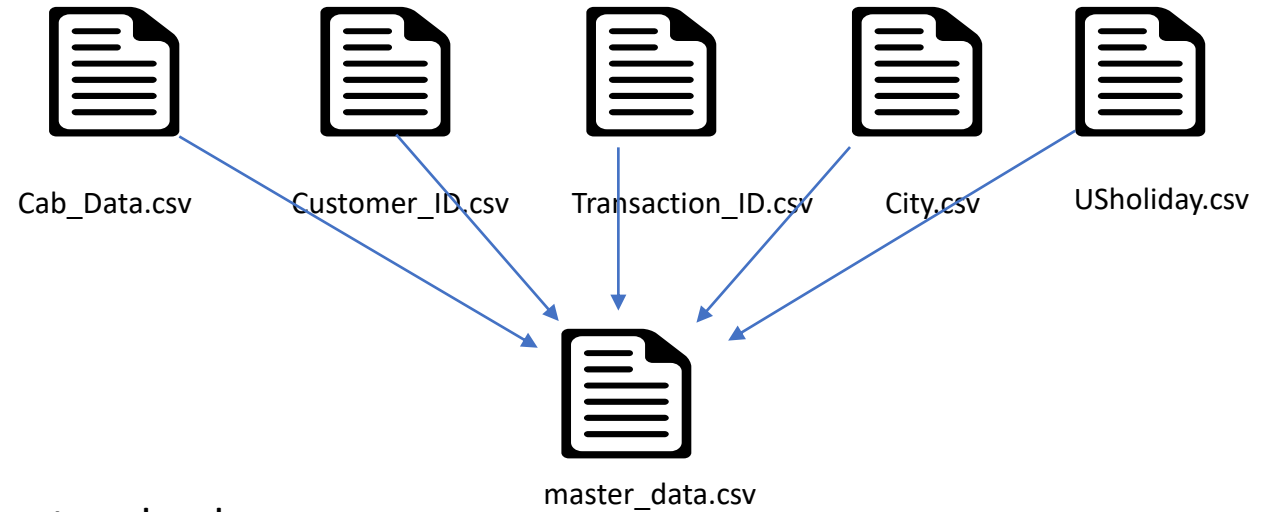 Cab_Data.csv
Customer_ID.csv
Transaction_ID.csv
City.csv
USholiday.csv
master_data.csv